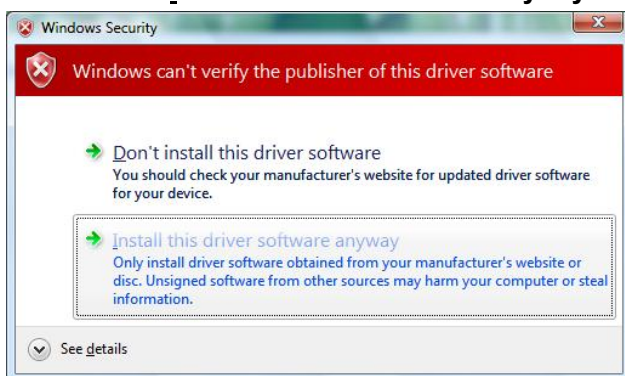 Windows Security
Windows can't verify the publisher of this driver software
Don't install this driver software
You should check your manufacturer's website for updated driver software
for your device.
Install this driver software anyway
Only install driver software obtained from your manufacturer's website or
disc. Unsigned software from other sources may harm your computer or steal
information.
See details